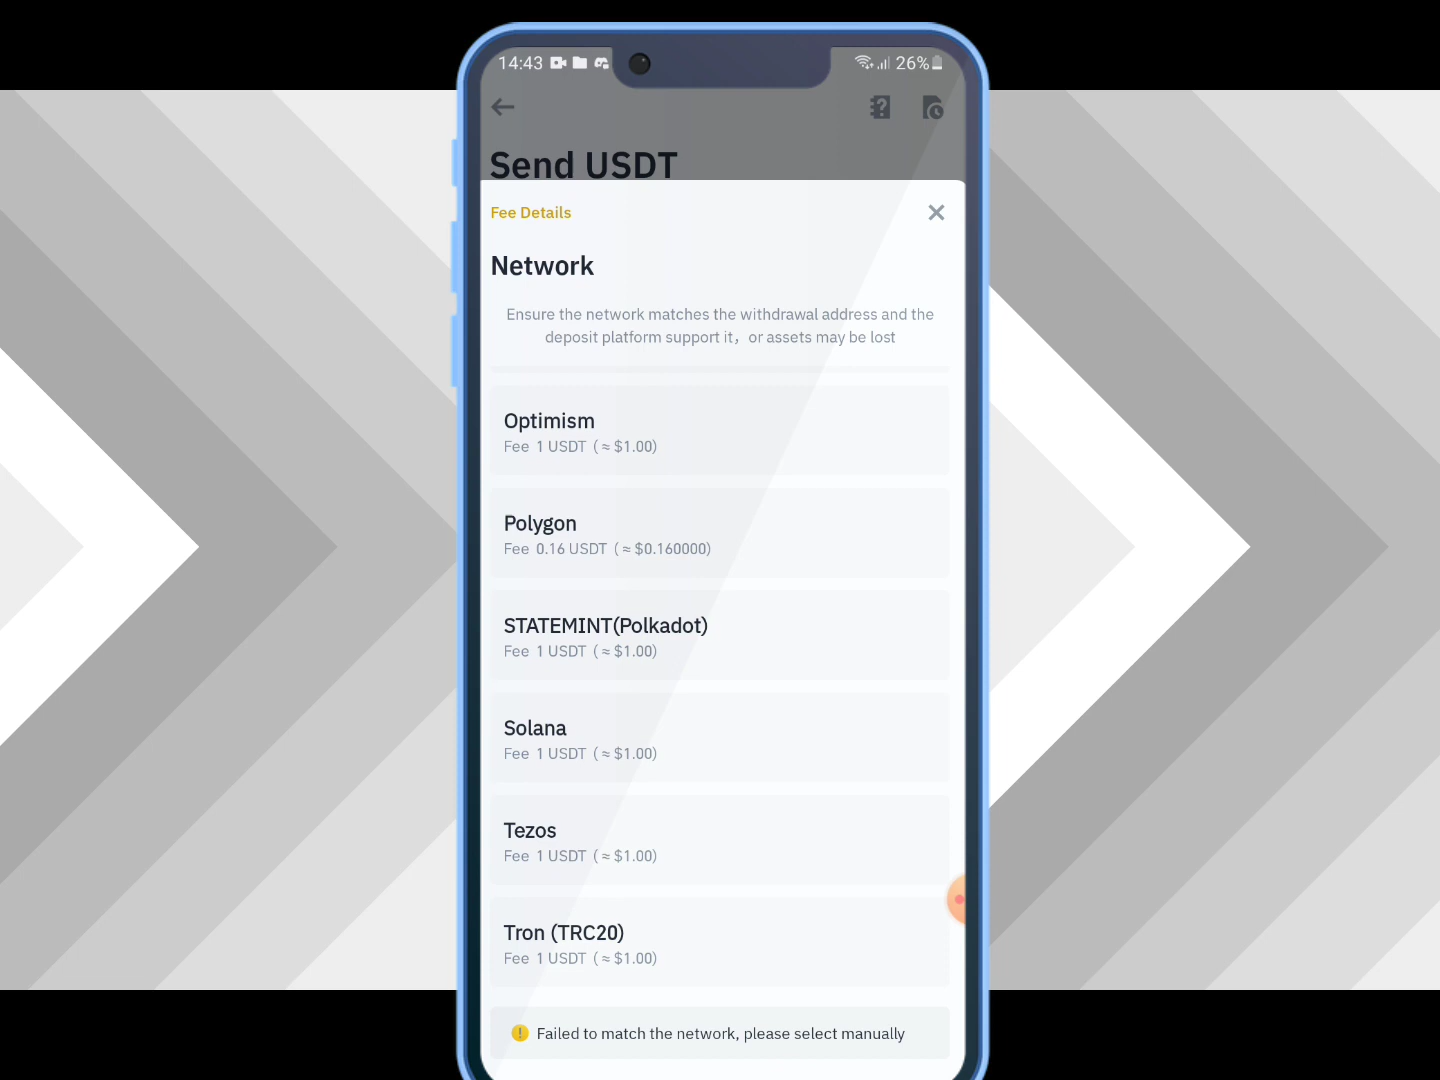 14:43
26%
Send USDT
Fee Details
Network
Ensure the network matches the withdrawal address and the
deposit platform support it，or assets may be lost
Optimism
Fee 1 USDT (≈ $1.00)
Polygon
Fee 0.16 USDT (≈ $0.160000)
STATEMINT(Polkadot)
Fee 1 USDT (≈ $1.00)
Solana
Fee 1 USDT (≈ $1.00)
Tezos
Fee 1 USDT (≈ $1.00)
Tron (TRC20)
Fee 1 USDT (≈ $1.00)
Failed to match the network, please select manually